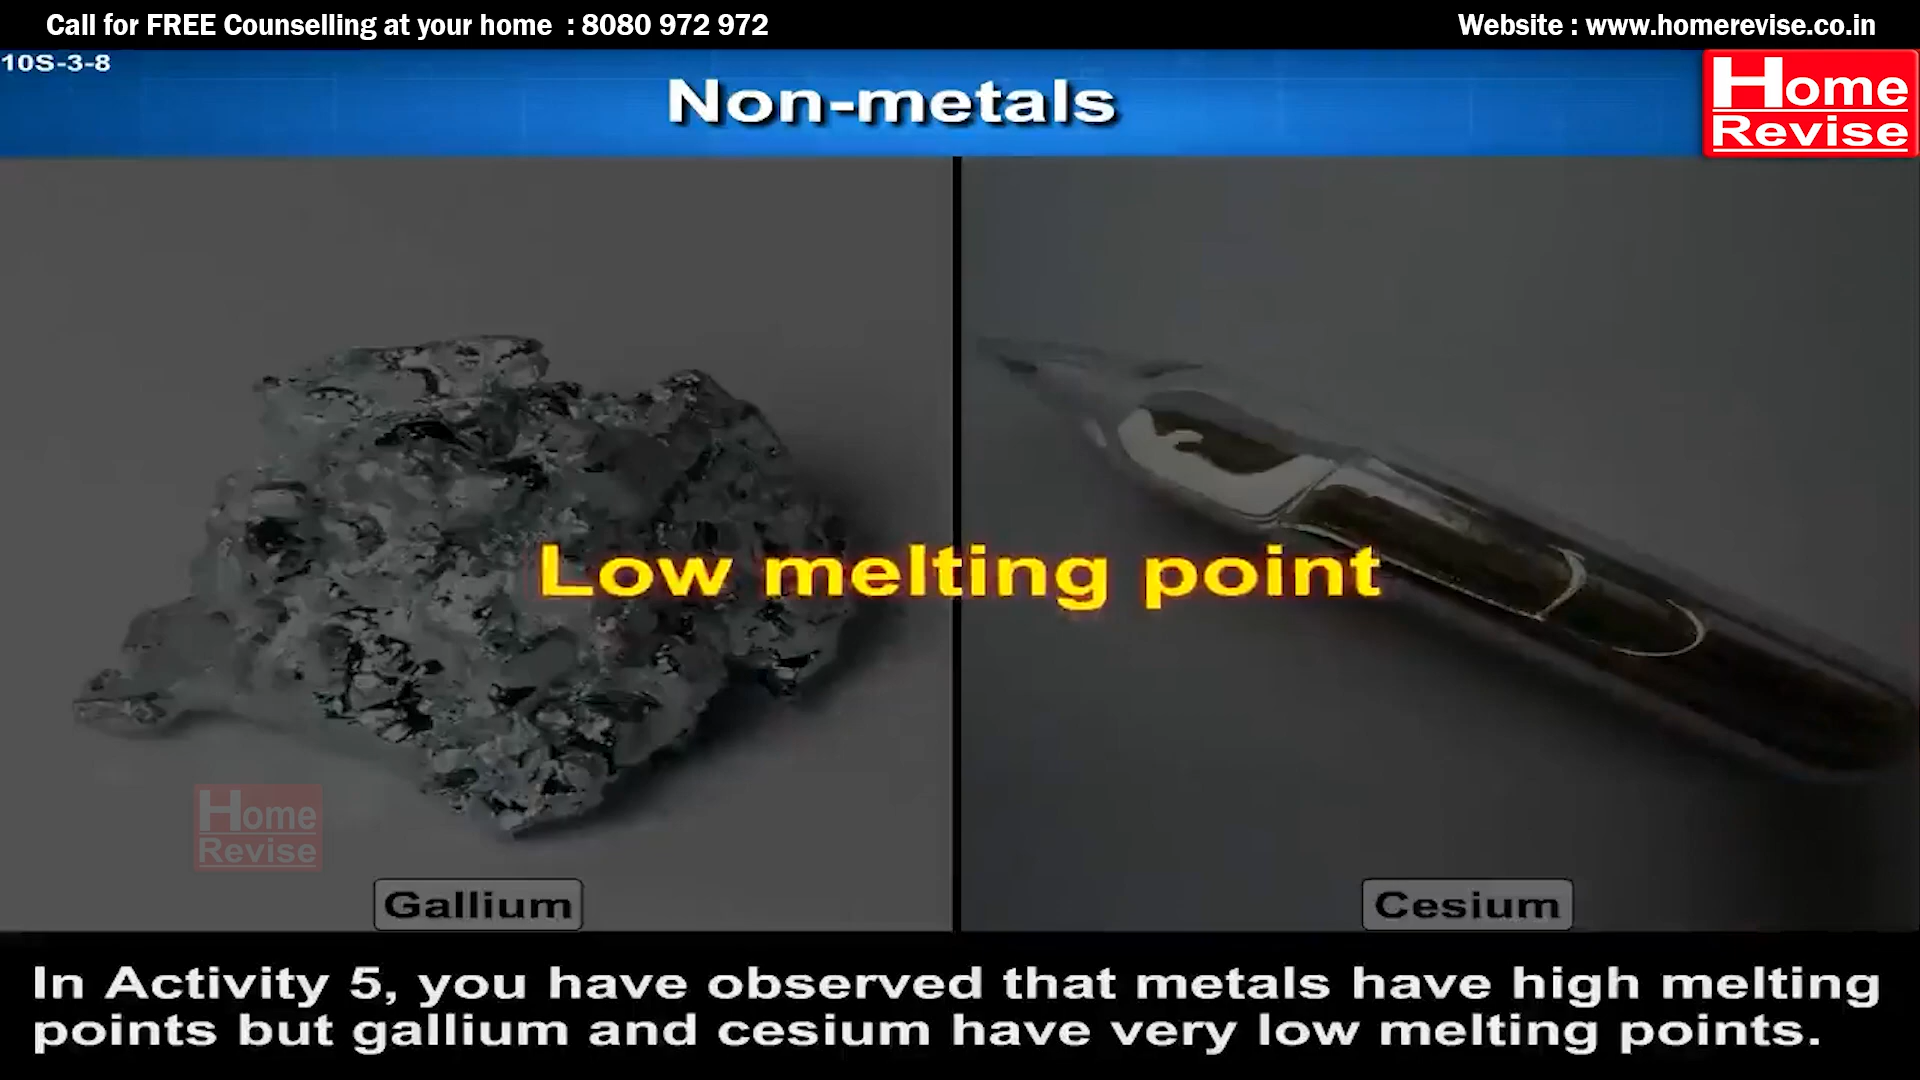 Call for FREE Counselling at your home : 8080 972 972
Website : www.homerevise.co.in
10S-3-8
Non-metals
Home
Revise
Low melting point
Home
Revise
Gallium
Cesium
In Activity 5, you have observed that metals have high melting
points but gallium and cesium have very low melting points.